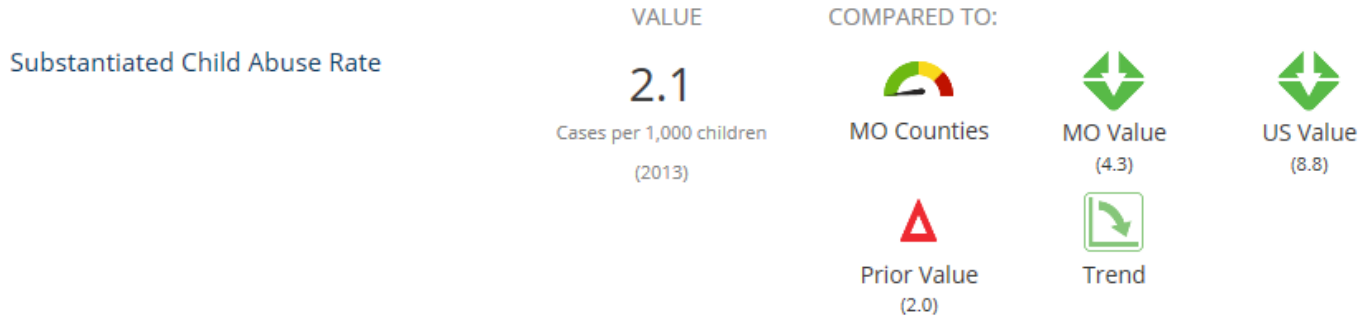 VALUE
COMPARED TO:
Substantiated Child Abuse Rate
2.1
Cases per 1,000 children
(2013)
MO Counties
MO Value
(4.3)
US Value
(8.8)
Prior Value
(2.0)
Trend